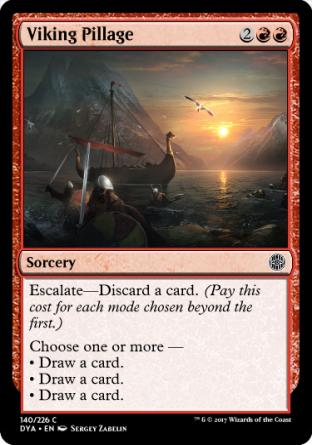 Viking Pillage 2
Sorcery
Escalate—Discard a card. (Pay this
cost for each mode chosen beyond
the first.)
Choose one or more —
• Draw a card.
• Draw a card.
• Draw a card.
140/226 C
DYA • EN SERGEY ZABELIN
™ & © 2017 Wizards of the Coast